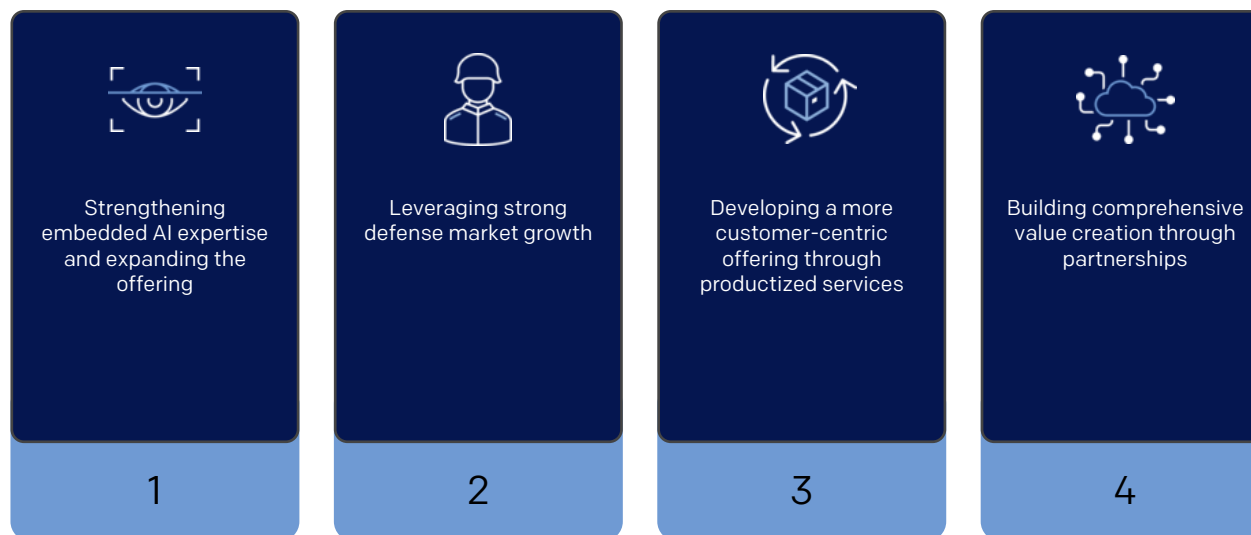 Strengthening
embedded AI expertise
and expanding the
offering
1
Leveraging strong
defense market growth
2
Developing a more
customer-centric
offering through
productized services
3
Building comprehensive
value creation through
partnerships
4